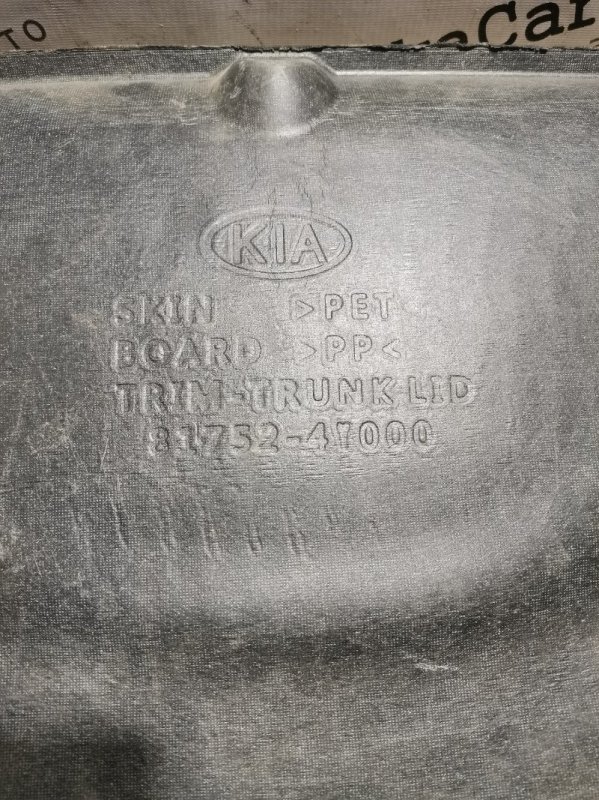 KIA
SKIN >PET<
BOARD >PP<
TRIM-TRUNK LID
81752-47000